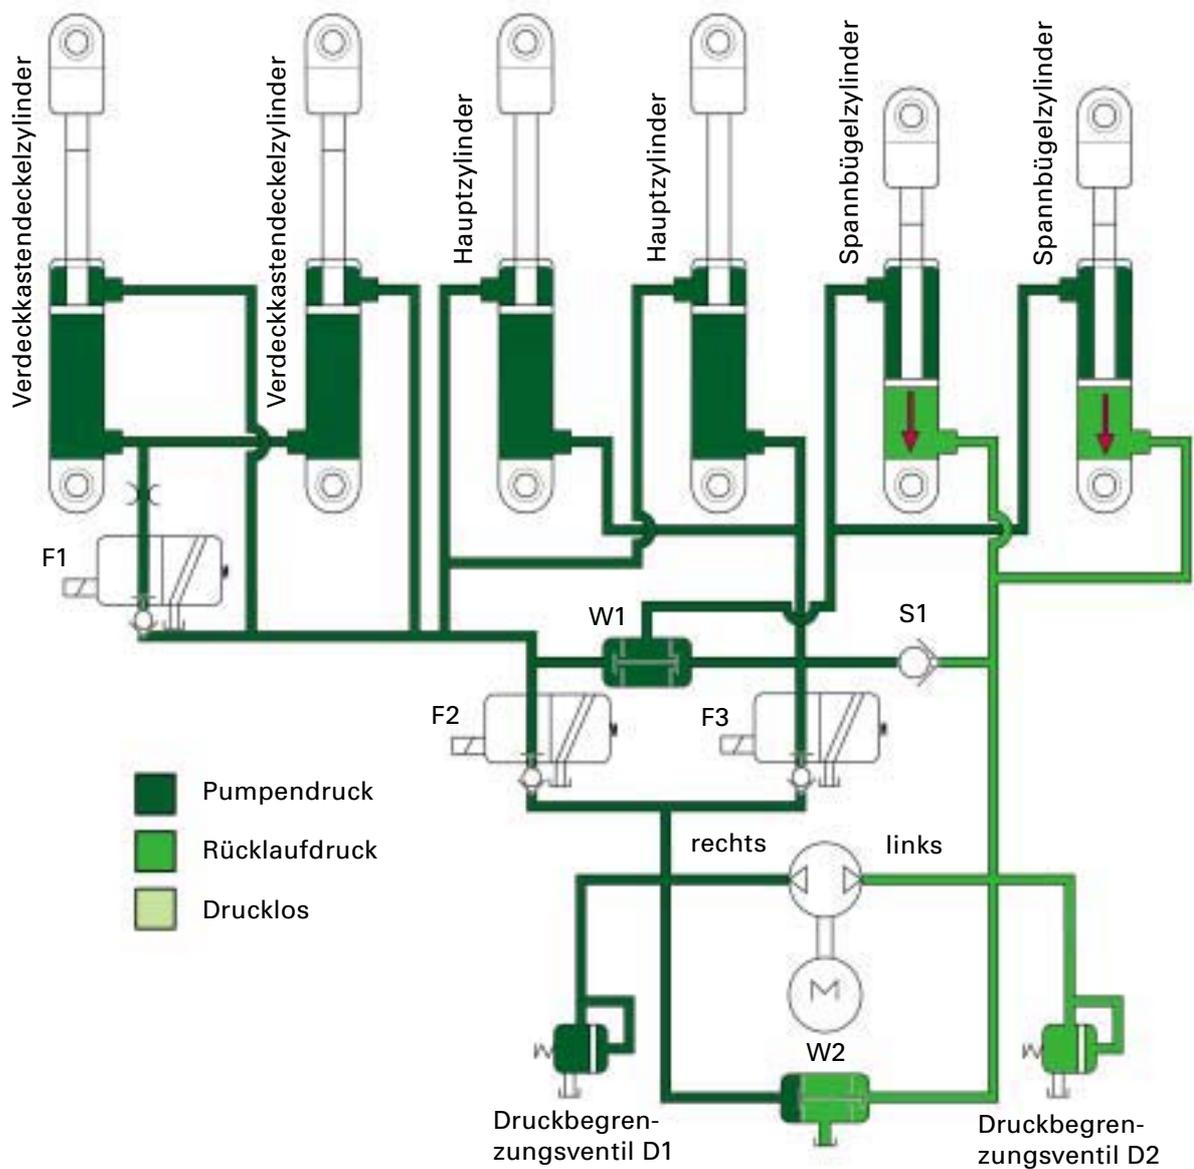 Verdeckkastendeckelzylinder
Verdeckkastendeckelzylinder
Hauptzylinder
Hauptzylinder
Spannbügelzylinder
Spannbügelzylinder
F1
W1
S1
F2
F3
Pumpendruck
Rücklaufdruck
Drucklos
rechts
links
M
W2
Druckbegren-
zungsventil D1
Druckbegren-
zungsventil D2